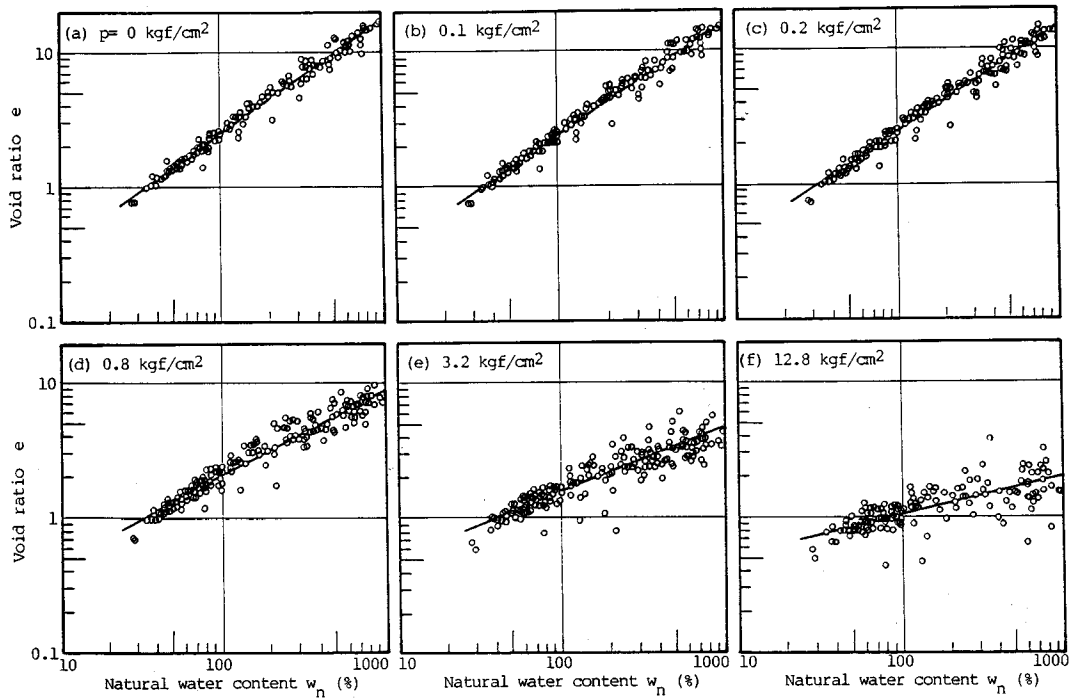 (a) p= 0 kgf/cm²
(b) 0.1 kgf/cm²
(c) 0.2 kgf/cm²
10
1
0.1
Void ratio e
(d) 0.8 kgf/cm²
(e) 3.2 kgf/cm²
(f) 12.8 kgf/cm²
10
1
0.1
Void ratio e
10 100 1000
10 100 1000
10 100 1000
Natural water content wn (%)
Natural water content wn (%)
Natural water content wn (%)